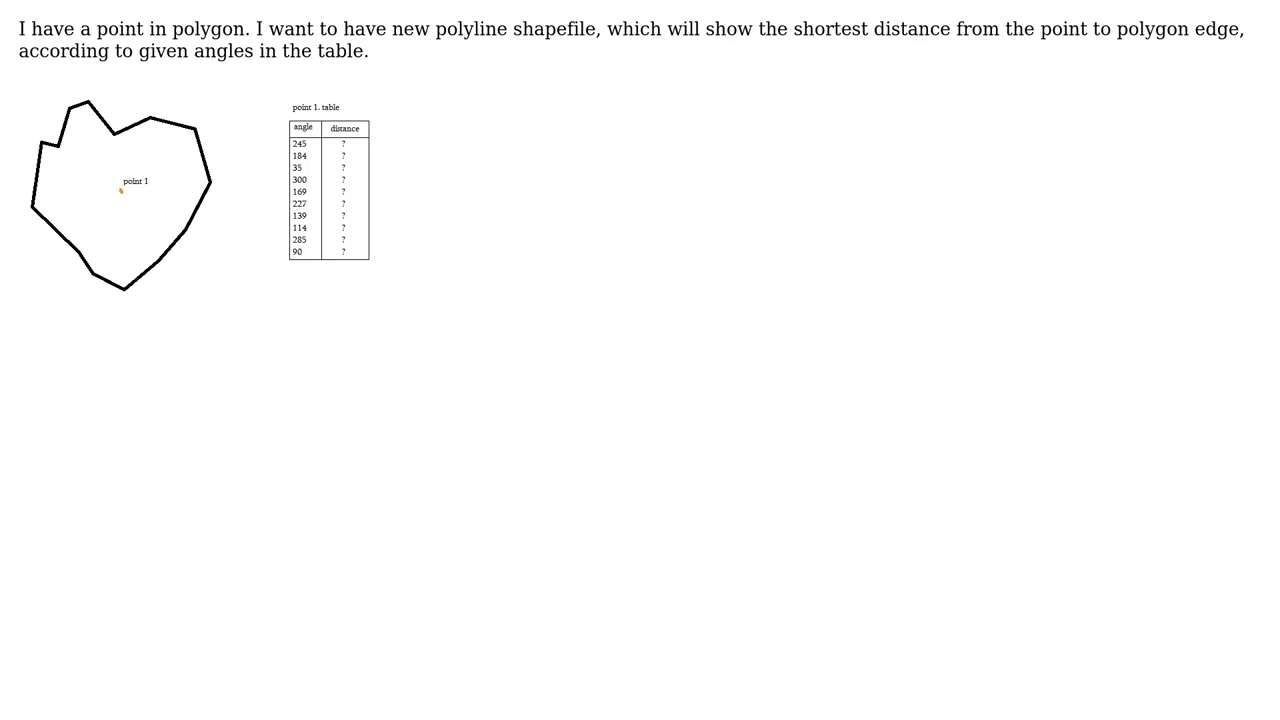 I have a point in polygon. I want to have new polyline shapefile, which will show the shortest distance from the point to polygon edge,
according to given angles in the table.
point 1. table
angle distance
245 ?
184 ?
35 ?
300 ?
169 ?
227 ?
139 ?
114 ?
285 ?
90 ?
point 1